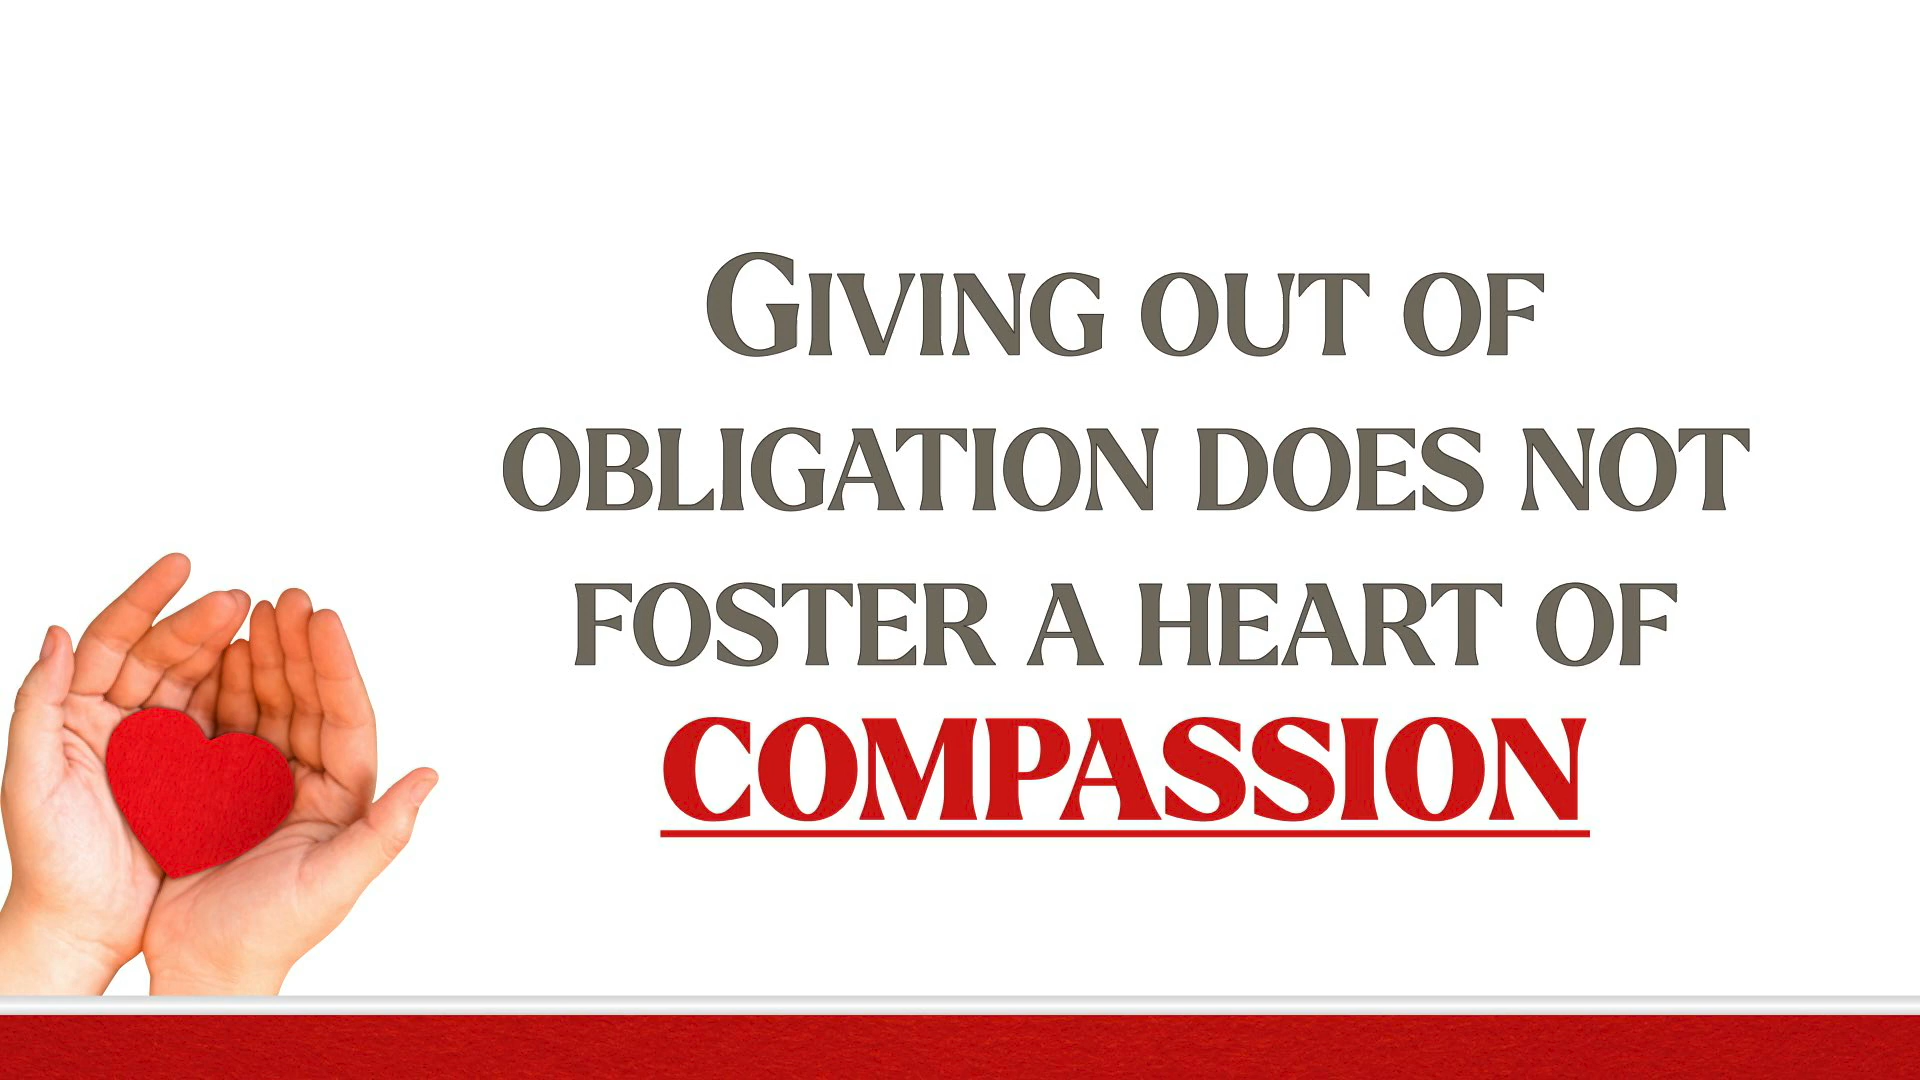 Giving out of
obligation does not
foster a heart of
compassion